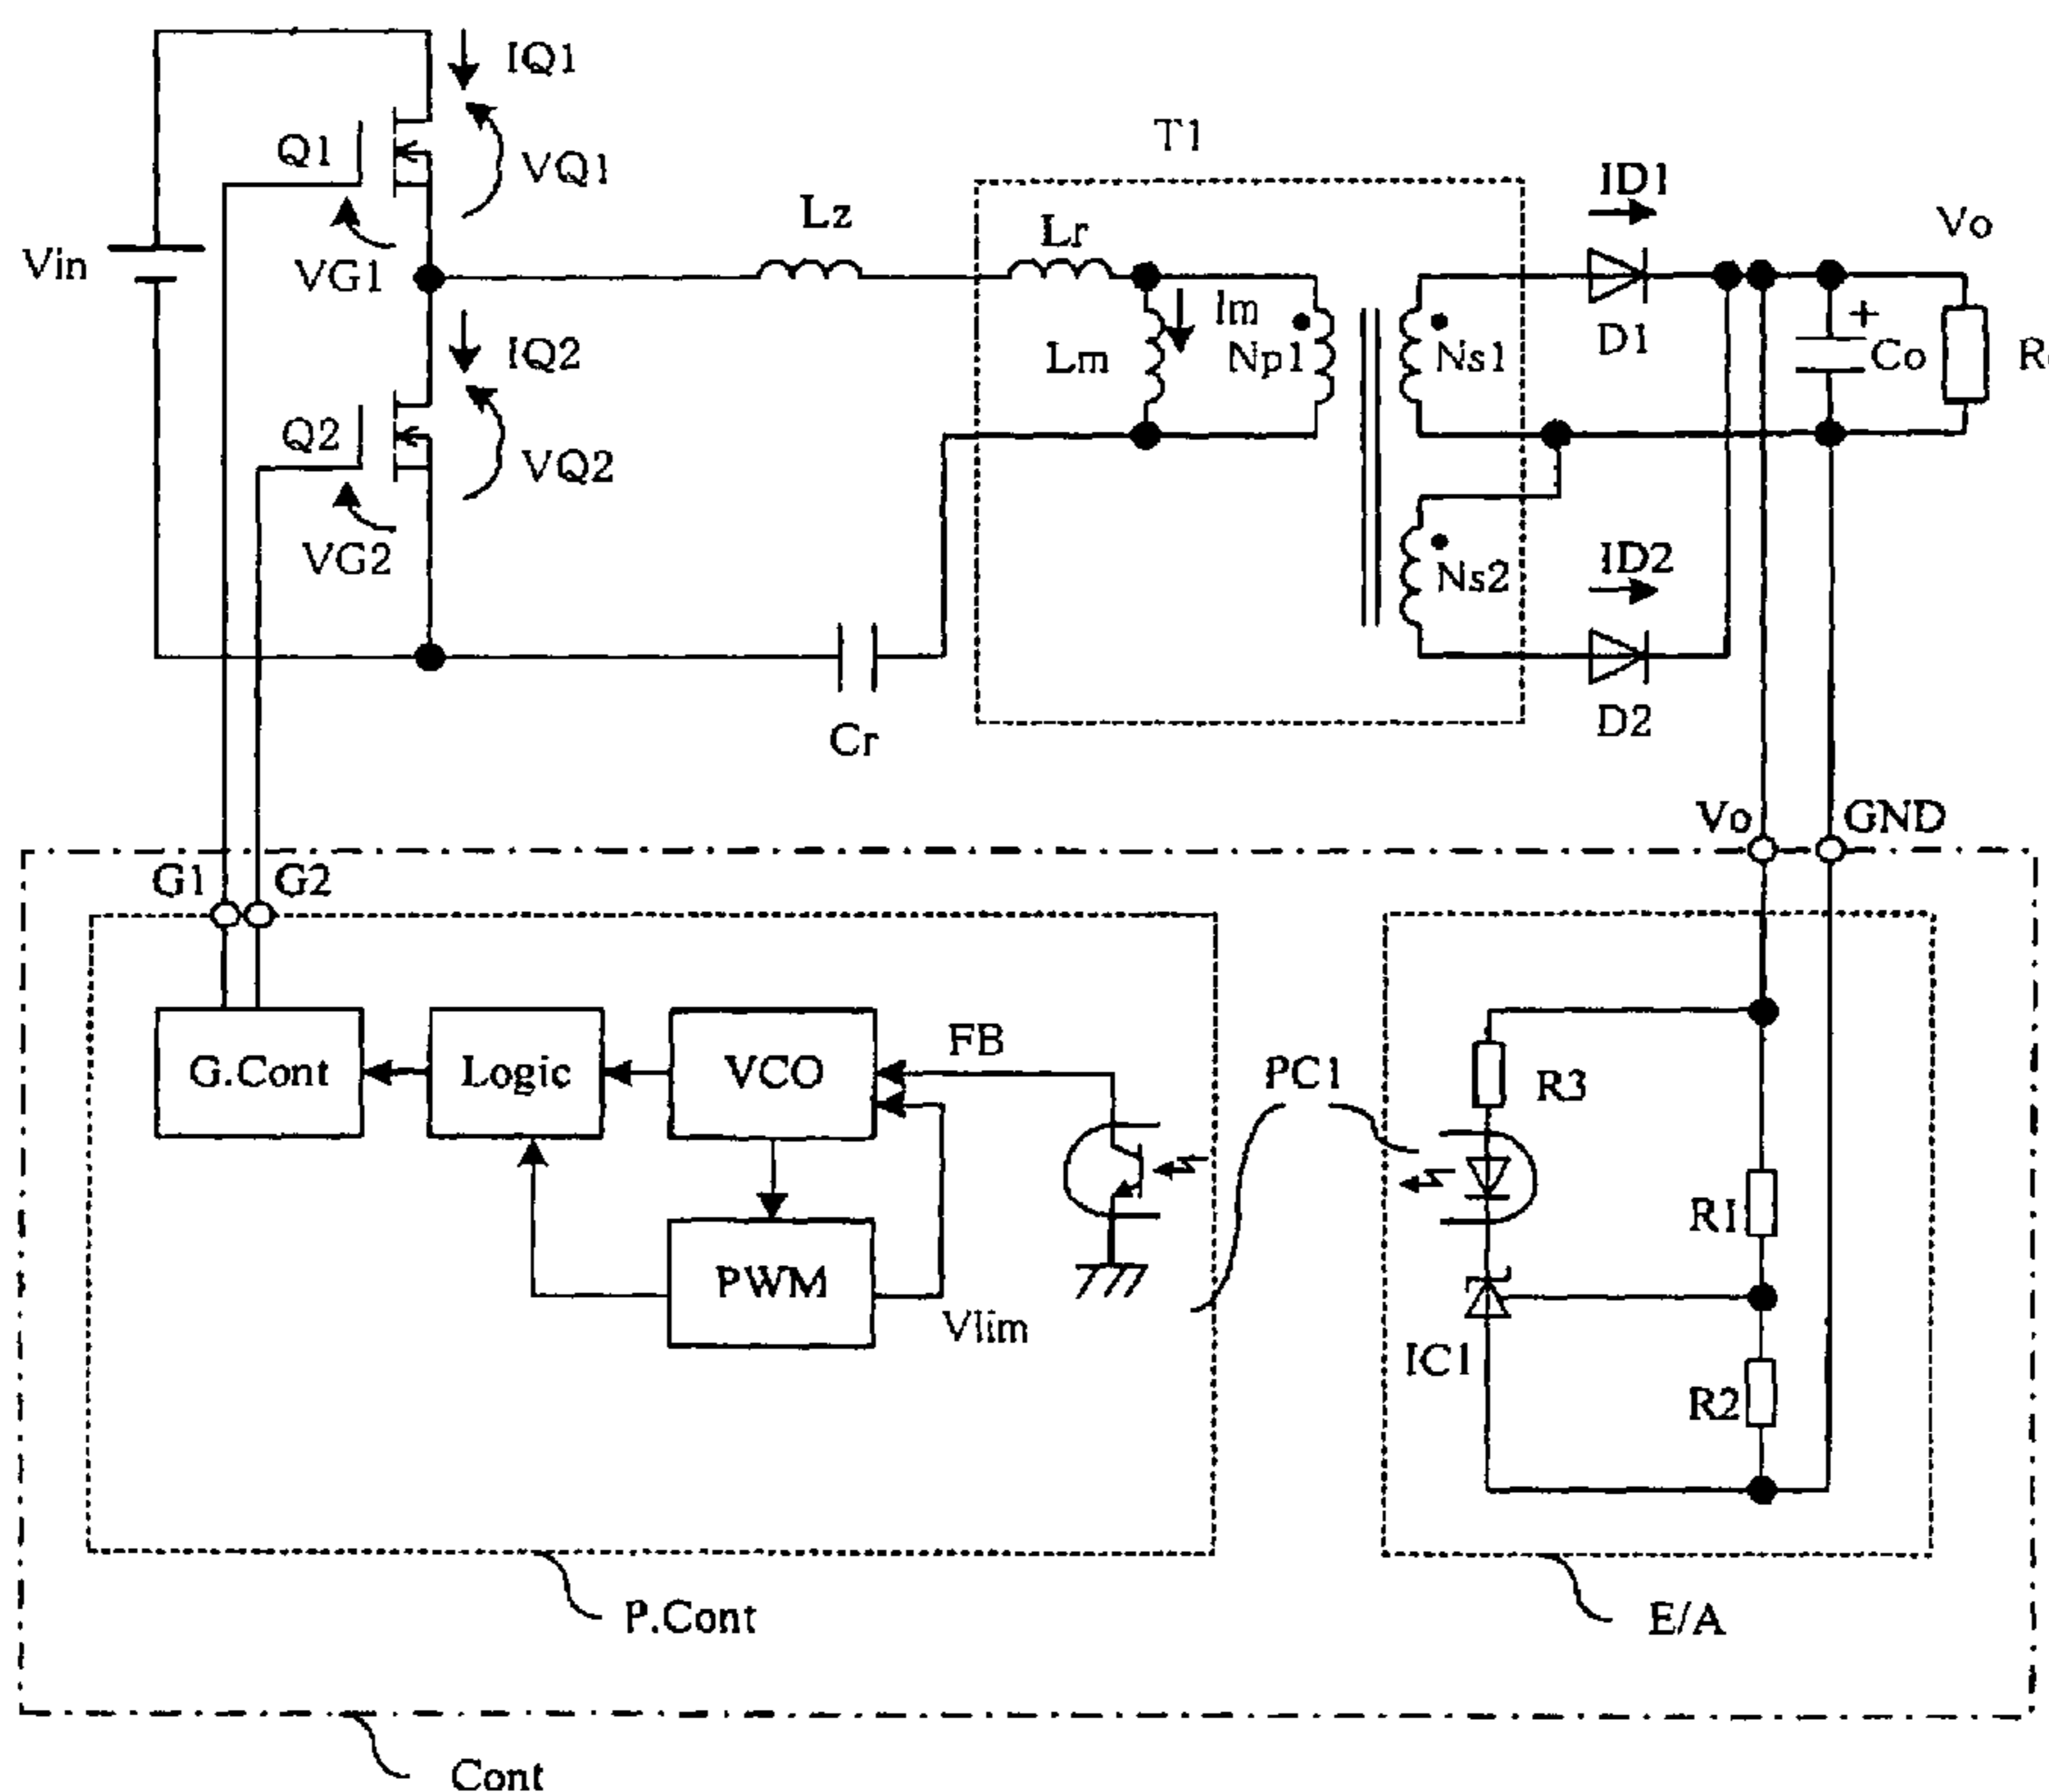 IQ1
Q1
VQ1
T1
ID1
Vin
VG1
Lz
Lr
Vo
Im
IQ2
Lm
Np1
Ns1
D1
+
Co
Q2
VQ2
VG2
Ns2
ID2
Cr
D2
Vo
GND
G1
G2
G.Cont
Logic
VCO
FB
PC1
R3
R1
PWM
Vlim
IC1
R2
P.Cont
E/A
Cont